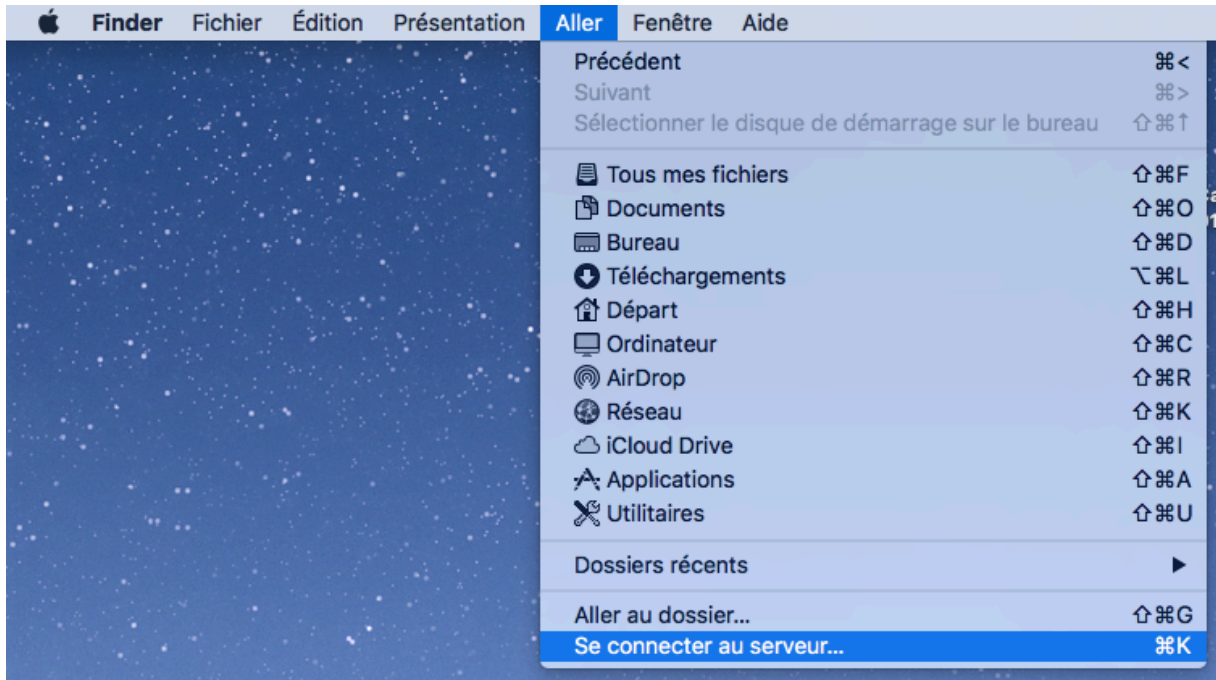 Finder Fichier Édition Présentation Aller Fenêtre Aide
Précédent ⌘<
Suivant ⌘>
Sélectionner le disque de démarrage sur le bureau ⇧⌘↑
Tous mes fichiers ⇧⌘F
Documents ⇧⌘O
Bureau ⇧⌘D
Téléchargements ⌥⌘L
Départ ⇧⌘H
Ordinateur ⇧⌘C
AirDrop ⇧⌘R
Réseau ⇧⌘K
iCloud Drive ⇧⌘I
Applications ⇧⌘A
Utilitaires ⇧⌘U
Dossiers récents ▶
Aller au dossier... ⇧⌘G
Se connecter au serveur... ⌘K